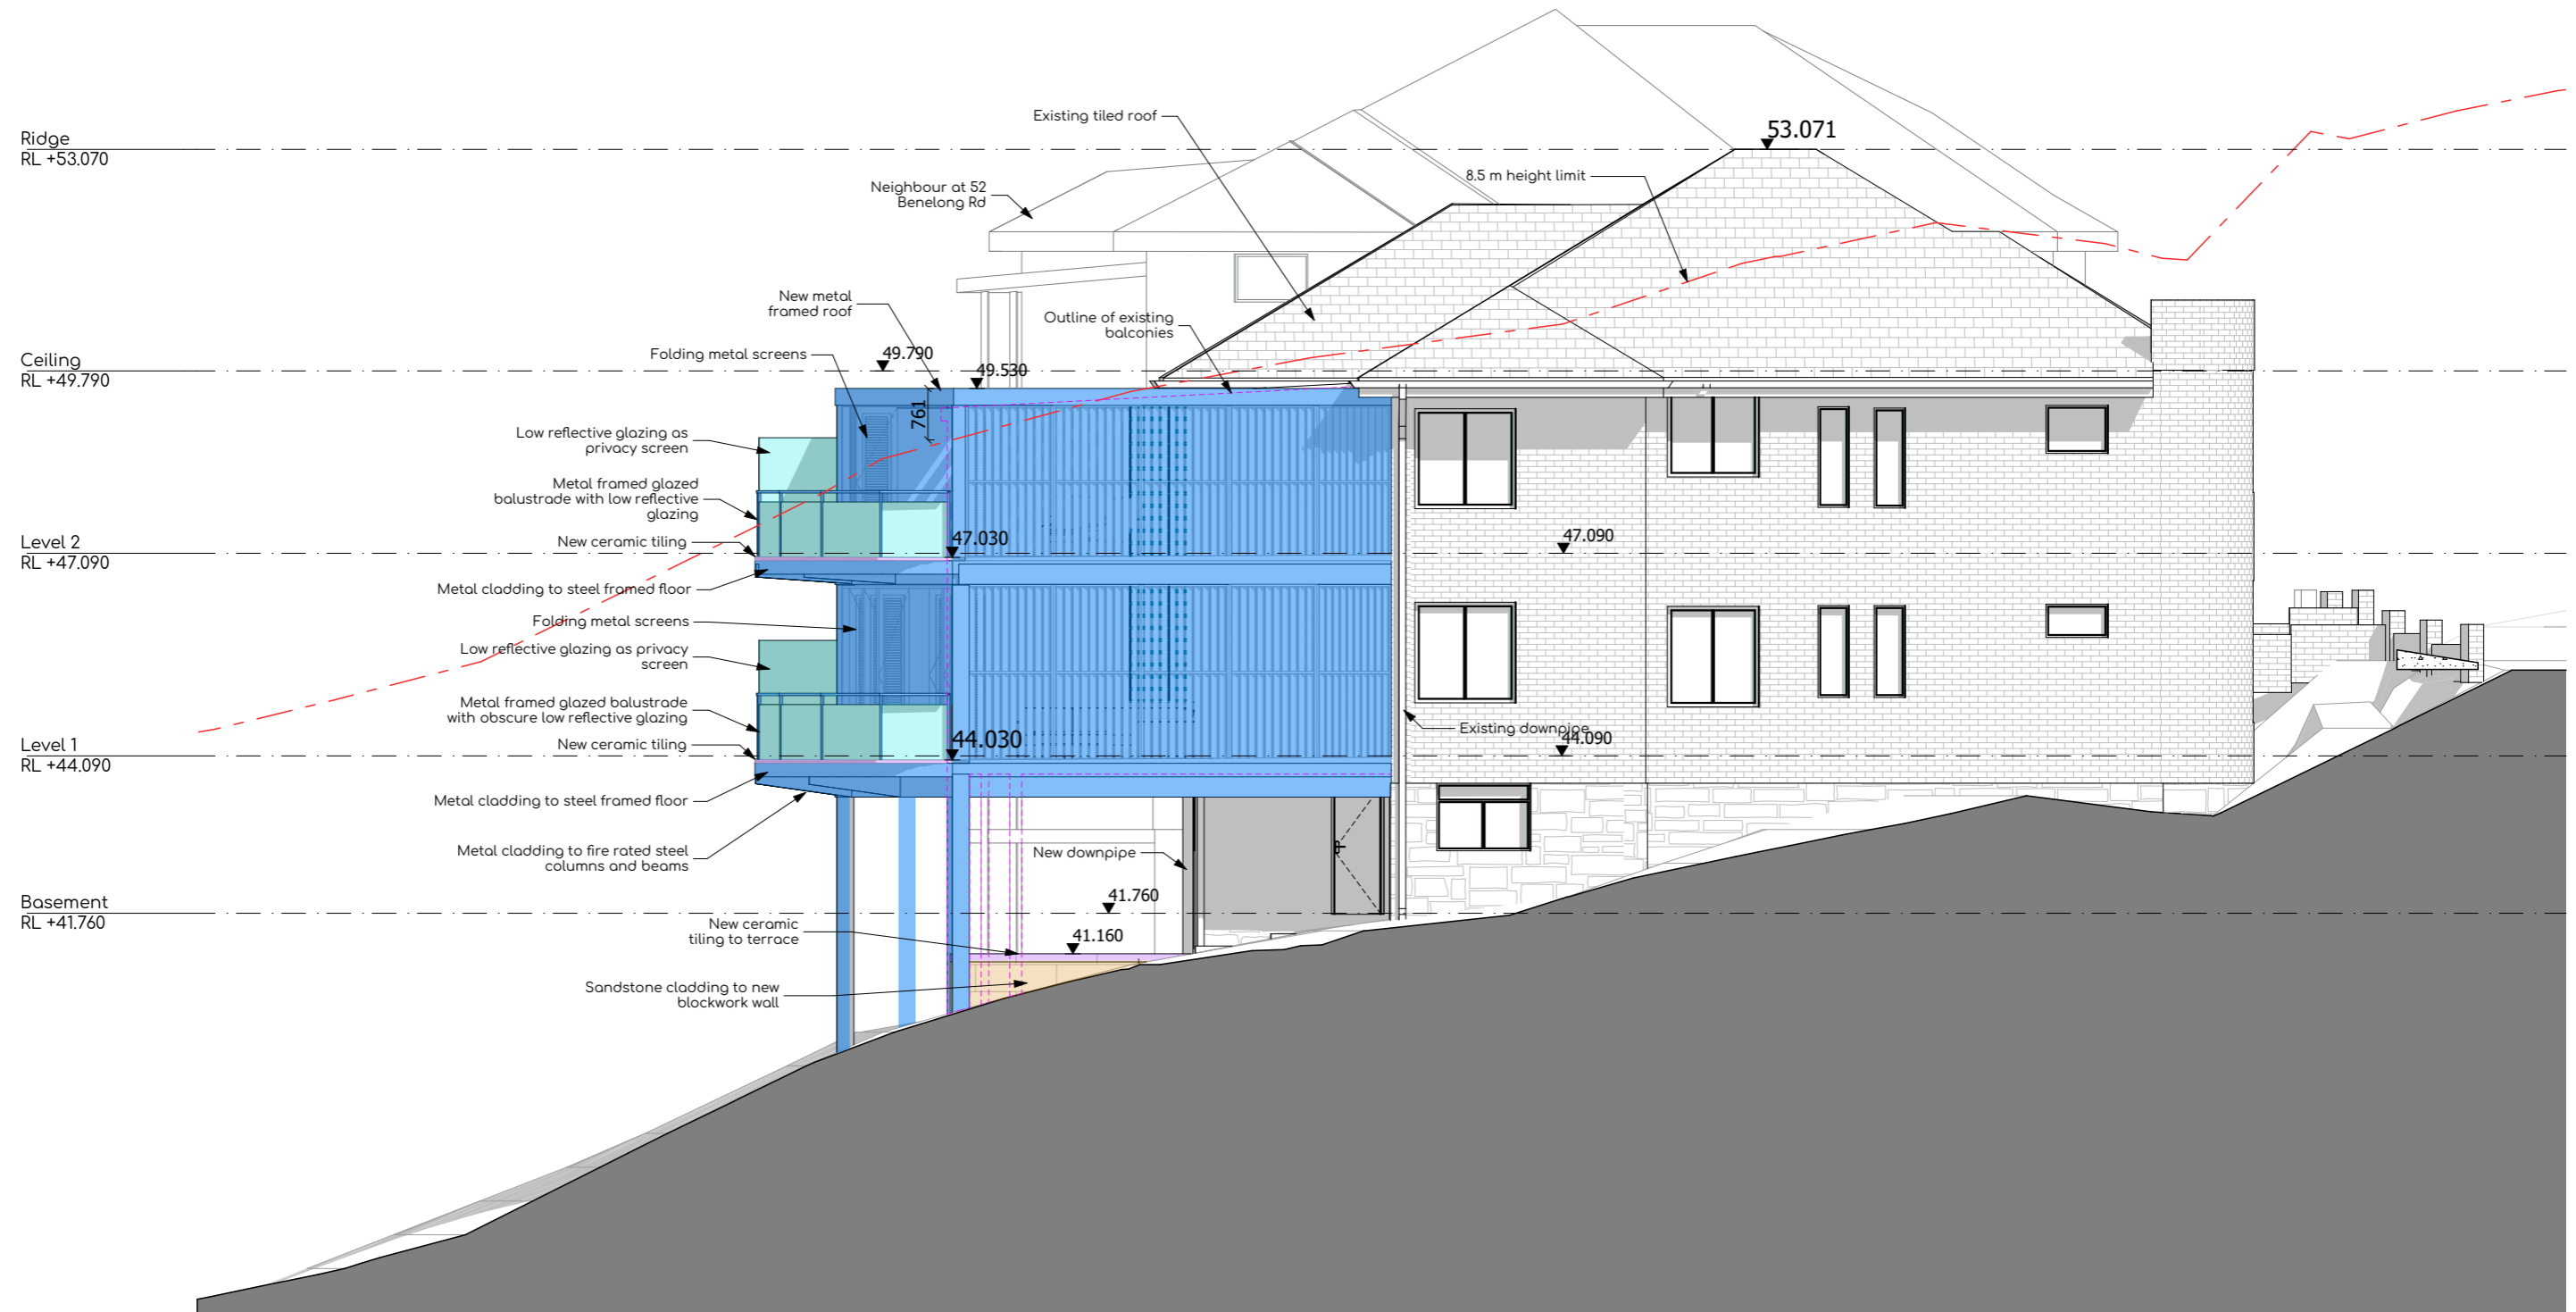 Ridge
RL +53.070
Existing tiled roof
53.071
Neighbour at 52
Benelong Rd
8.5 m height limit
New metal
framed roof
Outline of existing
balconies
Ceiling
RL +49.790
Folding metal screens
49.790
49.530
761
Low reflective glazing as
privacy screen
Metal framed glazed
balustrade with low reflective
glazing
Level 2
RL +47.090
New ceramic tiling
47.030
47.090
Metal cladding to steel framed floor
Folding metal screens
Low reflective glazing as privacy
screen
Metal framed glazed balustrade
with obscure low reflective glazing
Existing downpipe
Level 1
RL +44.090
New ceramic tiling
44.030
44.090
Metal cladding to steel framed floor
Metal cladding to fire rated steel
columns and beams
New downpipe
Basement
RL +41.760
41.760
New ceramic
tiling to terrace
41.160
Sandstone cladding to new
blockwork wall